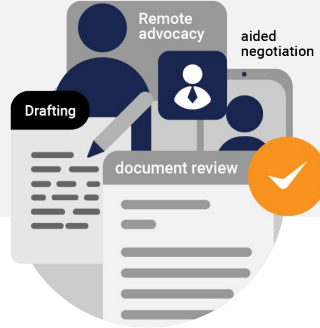 Remote
advocacy
aided
negotiation
Drafting
document review